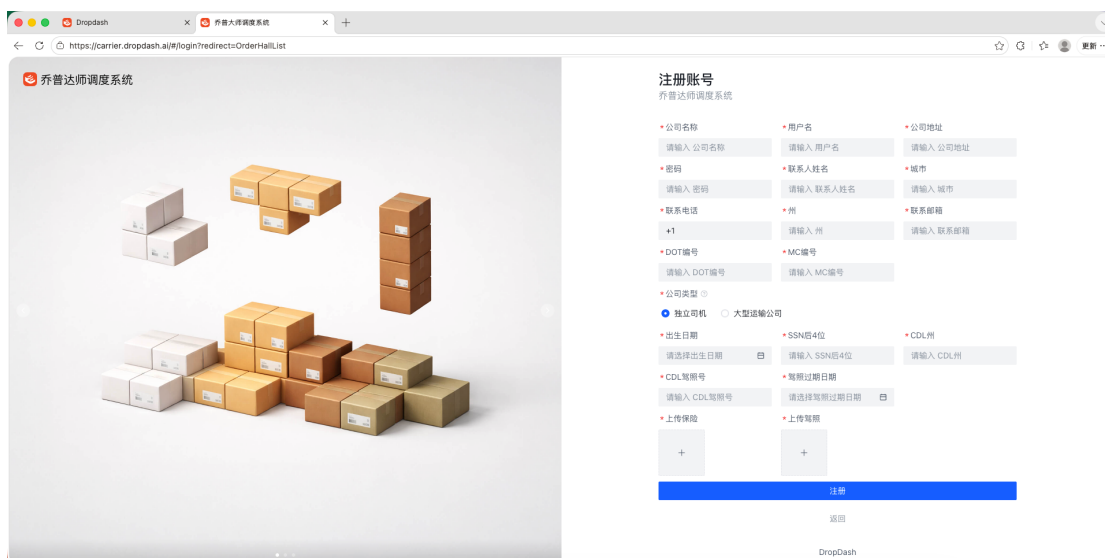 Dropdash
乔普大师调度系统
https://carrier.dropdash.ai/#/login?redirect=OrderHallList
更新
乔普达师调度系统
注册账号
乔普达师调度系统
* 公司名称 * 用户名 * 公司地址
请输入 公司名称 请输入 用户名 请输入 公司地址
* 密码 * 联系人姓名 * 城市
请输入 密码 请输入 联系人姓名 请输入 城市
* 联系电话 * 州 * 联系邮箱
+1 请输入 州 请输入 联系邮箱
* DOT编号 * MC编号
请输入 DOT编号 请输入 MC编号
* 公司类型
独立司机 大型运输公司
* 出生日期 * SSN后4位 * CDL州
请选择出生日期 请输入 SSN后4位 请输入 CDL州
* CDL驾照号 * 驾照过期日期
请输入 CDL驾照号 请选择驾照过期日期
* 上传保险 * 上传驾照
注册
返回
DropDash